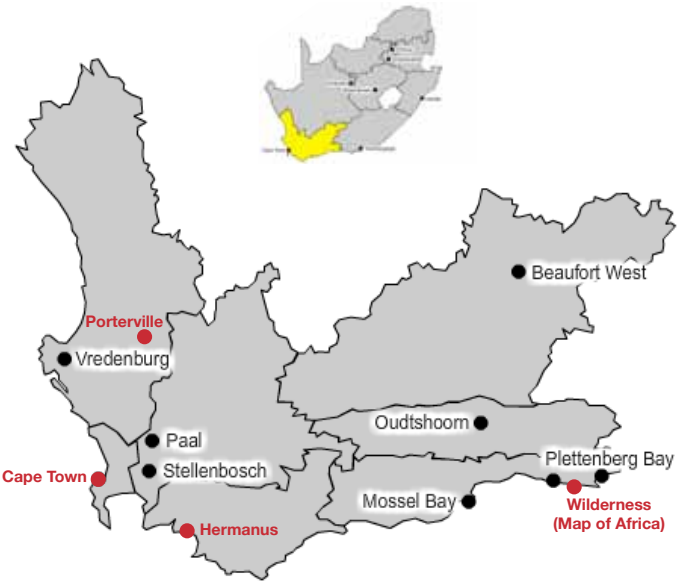 Beaufort West
Porterville
Vredenburg
Oudtshoorn
Paal
Plettenberg Bay
Stellenbosch
Cape Town
Mossel Bay
Wilderness
(Map of Africa)
Hermanus